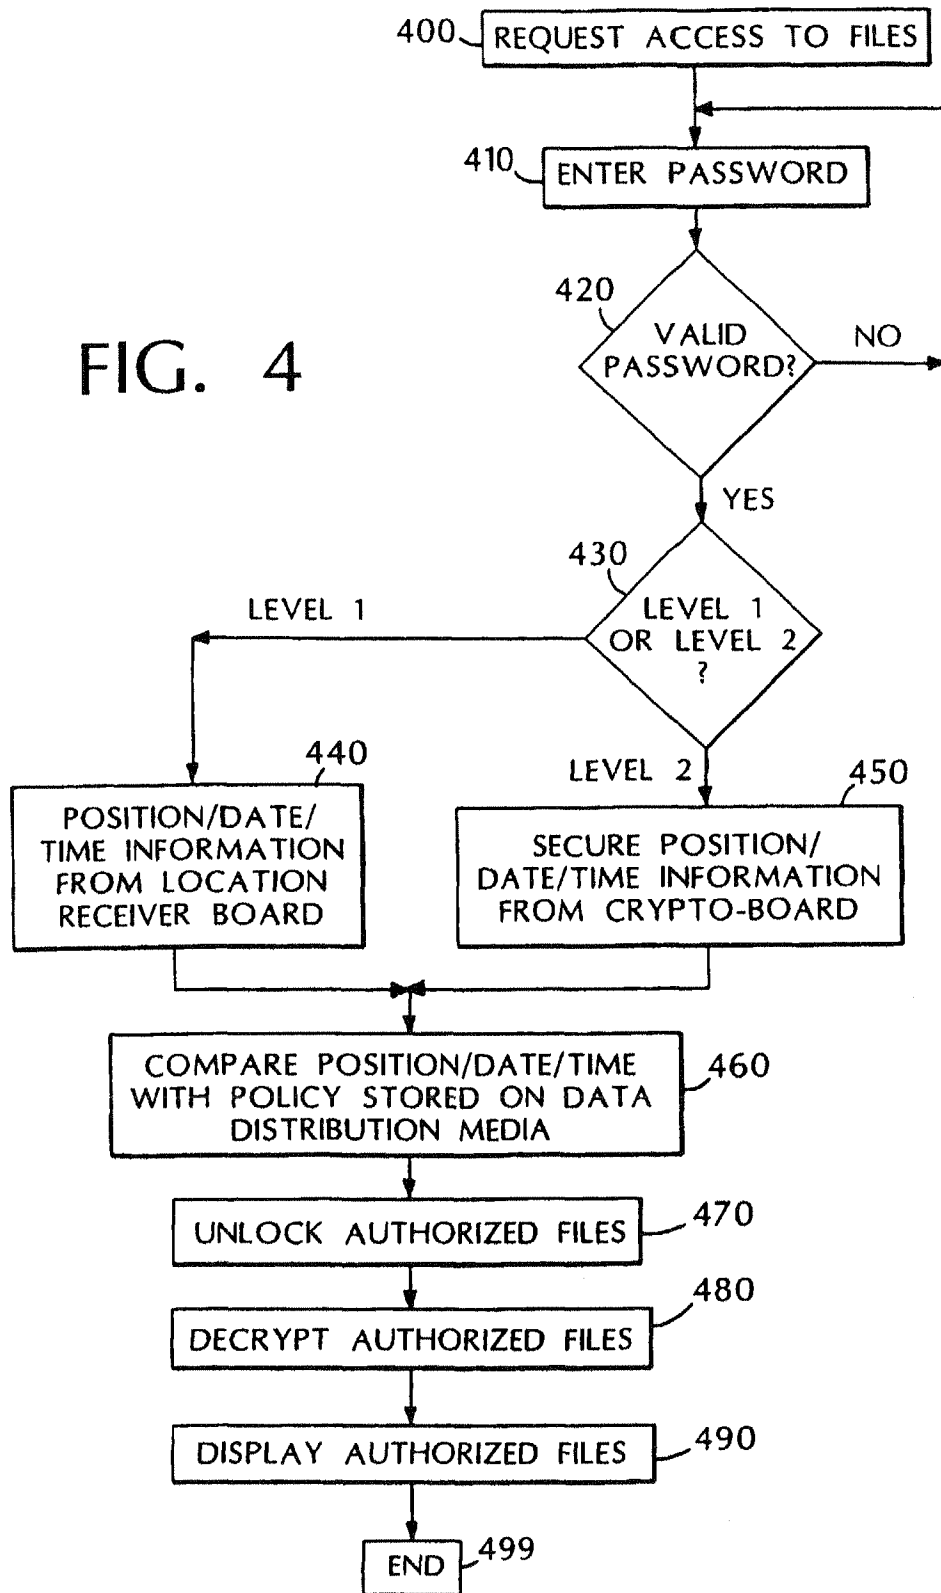 400
REQUEST ACCESS TO FILES
410
ENTER PASSWORD
420
VALID
PASSWORD?
NO
FIG. 4
YES
430
LEVEL 1
OR LEVEL 2
?
LEVEL 1
LEVEL 2
440
POSITION/DATE/
TIME INFORMATION
FROM LOCATION
RECEIVER BOARD
450
SECURE POSITION/
DATE/TIME INFORMATION
FROM CRYPTO-BOARD
COMPARE POSITION/DATE/TIME
WITH POLICY STORED ON DATA
DISTRIBUTION MEDIA
460
UNLOCK AUTHORIZED FILES
470
DECRYPT AUTHORIZED FILES
480
DISPLAY AUTHORIZED FILES
490
END
499